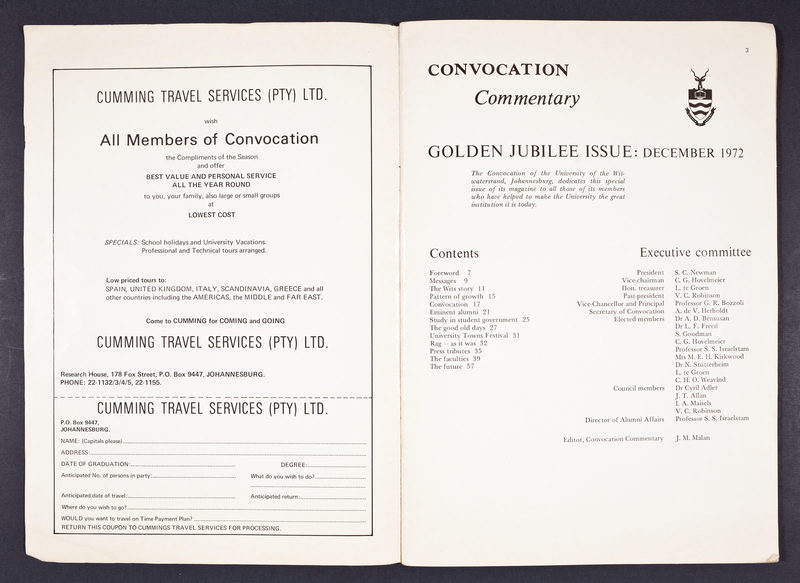 CUMMING TRAVEL SERVICES (PTY) LTD.
wish
All Members of Convocation
the Compliments of the Season
and offer
BEST VALUE AND PERSONAL SERVICE
ALL THE YEAR ROUND
to you, your family, also large or small groups
at
LOWEST COST
SPECIALS: School holidays and University Vacations.
Professional and Technical tours arranged.
Low priced tours to:
SPAIN, UNITED KINGDOM, ITALY, SCANDINAVIA, GREECE and all
other countries including the AMERICAS, the MIDDLE and FAR EAST.
Come to CUMMING for COMING and GOING
CUMMING TRAVEL SERVICES (PTY) LTD.
Research House, 178 Fox Street, P.O. Box 9447, JOHANNESBURG.
PHONE: 22-1132/3/4/5, 22-1155.
CUMMING TRAVEL SERVICES (PTY) LTD.
P.O. Box 9447,
JOHANNESBURG.
NAME: (Capitals please)
ADDRESS:
DATE OF GRADUATION: DEGREE:
Anticipated No. of persons in party: What do you wish to do?
Anticipated date of travel: Anticipated return:
Where do you wish to go?
WOULD you want to travel on Time Payment Plan?
RETURN THIS COUPON TO CUMMINGS TRAVEL SERVICES FOR PROCESSING.
3
CONVOCATION
Commentary
GOLDEN JUBILEE ISSUE: DECEMBER 1972
The Convocation of the University of the Wit-
watersrand, Johannesburg, dedicates this special
issue of its magazine to all those of its members
who have helped to make the University the great
institution it is today.
Contents
Foreword 7
Messages 9
The Wits story 11
Pattern of growth 15
Convocation 17
Eminent alumni 21
Study in student government 25
The good old days 27
University Towns Festival 31
Rag – as it was 32
Press tributes 35
The faculties 39
The future 57
Executive committee
President S. C. Newman
Vice-chairman C. G. Hovelmeier
Hon. treasurer L. te Groen
Past-president V. C. Robinson
Vice-Chancellor and Principal Professor G. R. Bozzoli
Secretary of Convocation A. de V. Herholdt
Elected members Dr A. D. Bensusan
Dr L. F. Freed
S. Goodman
C. G. Hovelmeier
Professor S. S. Israelstam
Mrs M. E. H. Kirkwood
Dr N. Stutterheim
L. te Groen
C. H. O. Weavind
Council members Dr Cyril Adler
J. T. Allan
I. A. Maisels
V. C. Robinson
Director of Alumni Affairs Professor S. S. Israelstam
Editor, Convocation Commentary J. M. Malan